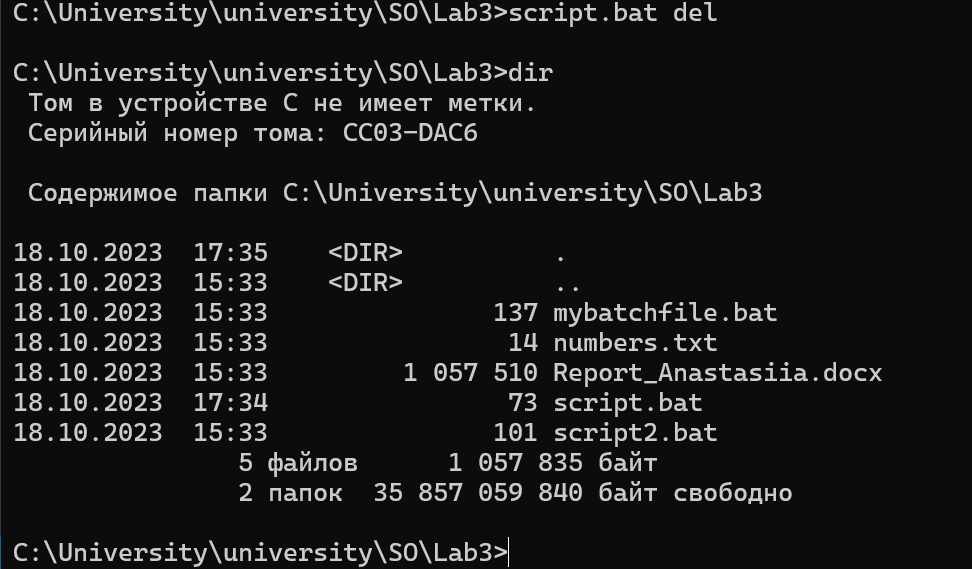 C:\University\university\SO\Lab3>script.bat del
C:\University\university\SO\Lab3>dir
Том в устройстве C не имеет метки.
Серийный номер тома: CC03-DAC6
Содержимое папки C:\University\university\SO\Lab3
18.10.2023  17:35    <DIR>          .
18.10.2023  15:33    <DIR>          ..
18.10.2023  15:33               137 mybatchfile.bat
18.10.2023  15:33                14 numbers.txt
18.10.2023  15:33         1 057 510 Report_Anastasiia.docx
18.10.2023  17:34                73 script.bat
18.10.2023  15:33               101 script2.bat
5 файлов      1 057 835 байт
2 папок  35 857 059 840 байт свободно
C:\University\university\SO\Lab3>